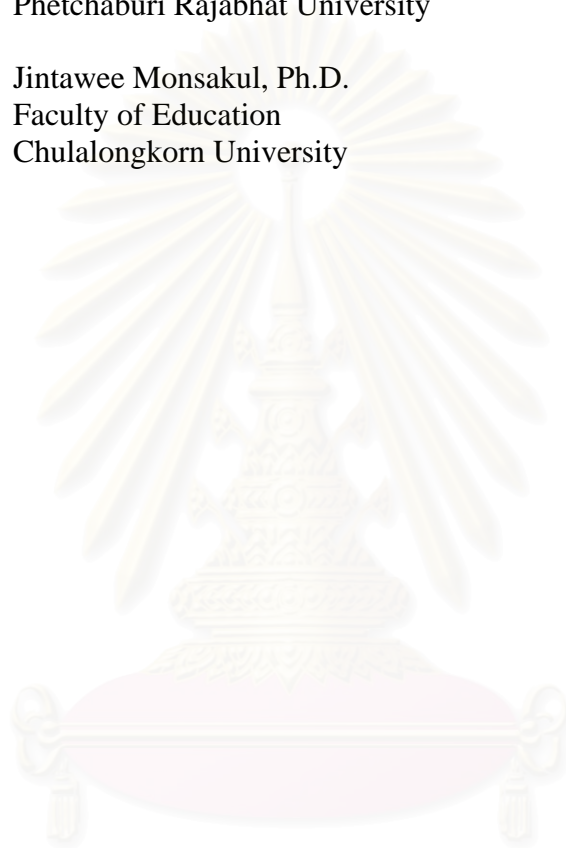 Phetchaburi Rajabhat University
Jintawee Monsakul, Ph.D.
Faculty of Education
Chulalongkorn University